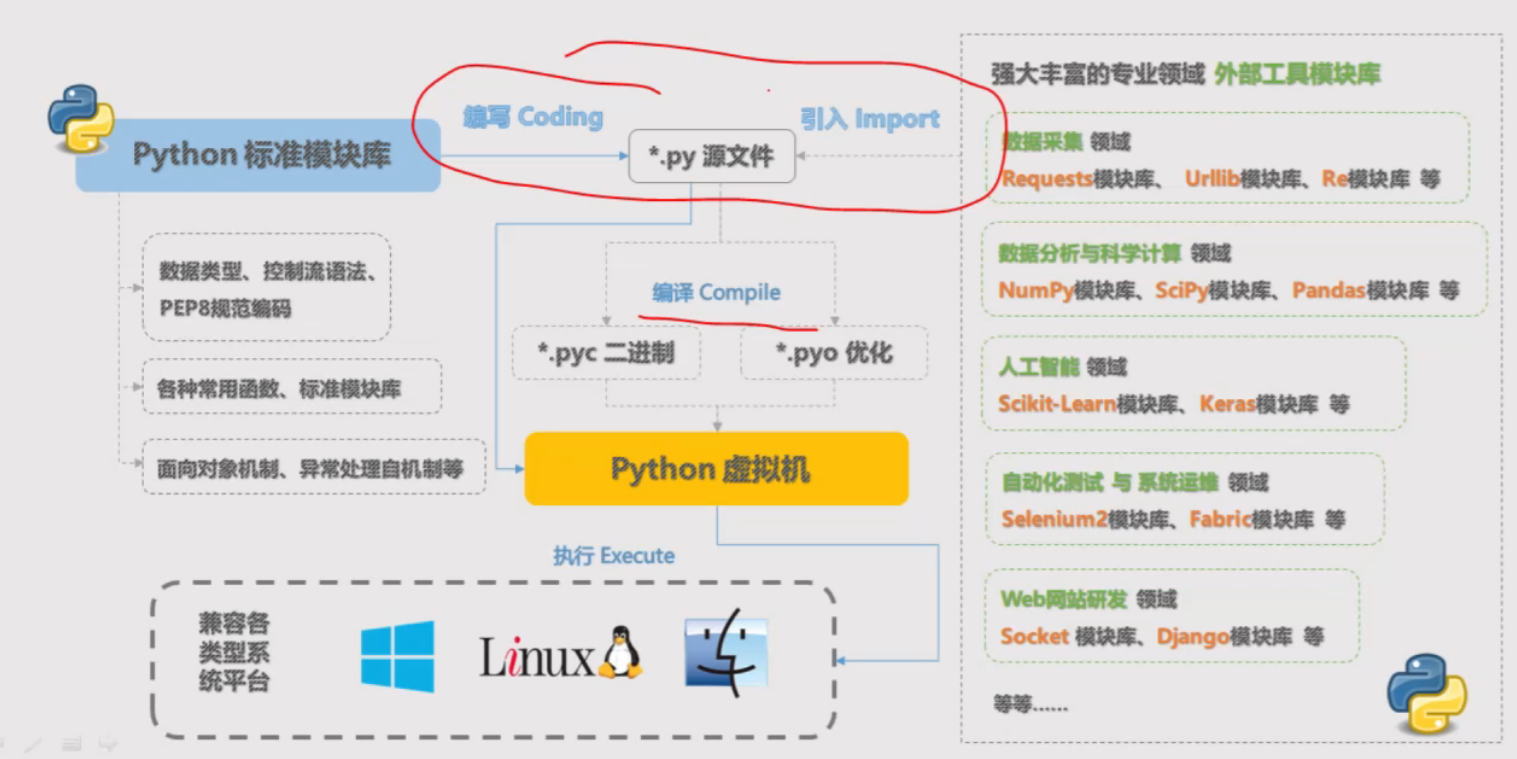 编写 Coding
引入 Import
Python 标准模块库
*.py 源文件
数据类型、控制流语法、
PEP8规范编码
各种常用函数、标准模块库
面向对象机制、异常处理自机制等
编译 Compile
*.pyc 二进制
*.pyo 优化
Python 虚拟机
执行 Execute
兼容各
类型系
统平台
Linux
强大丰富的专业领域 外部工具模块库
数据采集 领域
Requests模块库、 Urllib模块库、Re模块库 等
数据分析与科学计算 领域
NumPy模块库、SciPy模块库、Pandas模块库 等
人工智能 领域
Scikit-Learn模块库、Keras模块库 等
自动化测试 与 系统运维 领域
Selenium2模块库、Fabric模块库 等
Web网站研发 领域
Socket 模块库、Django模块库 等
等等......